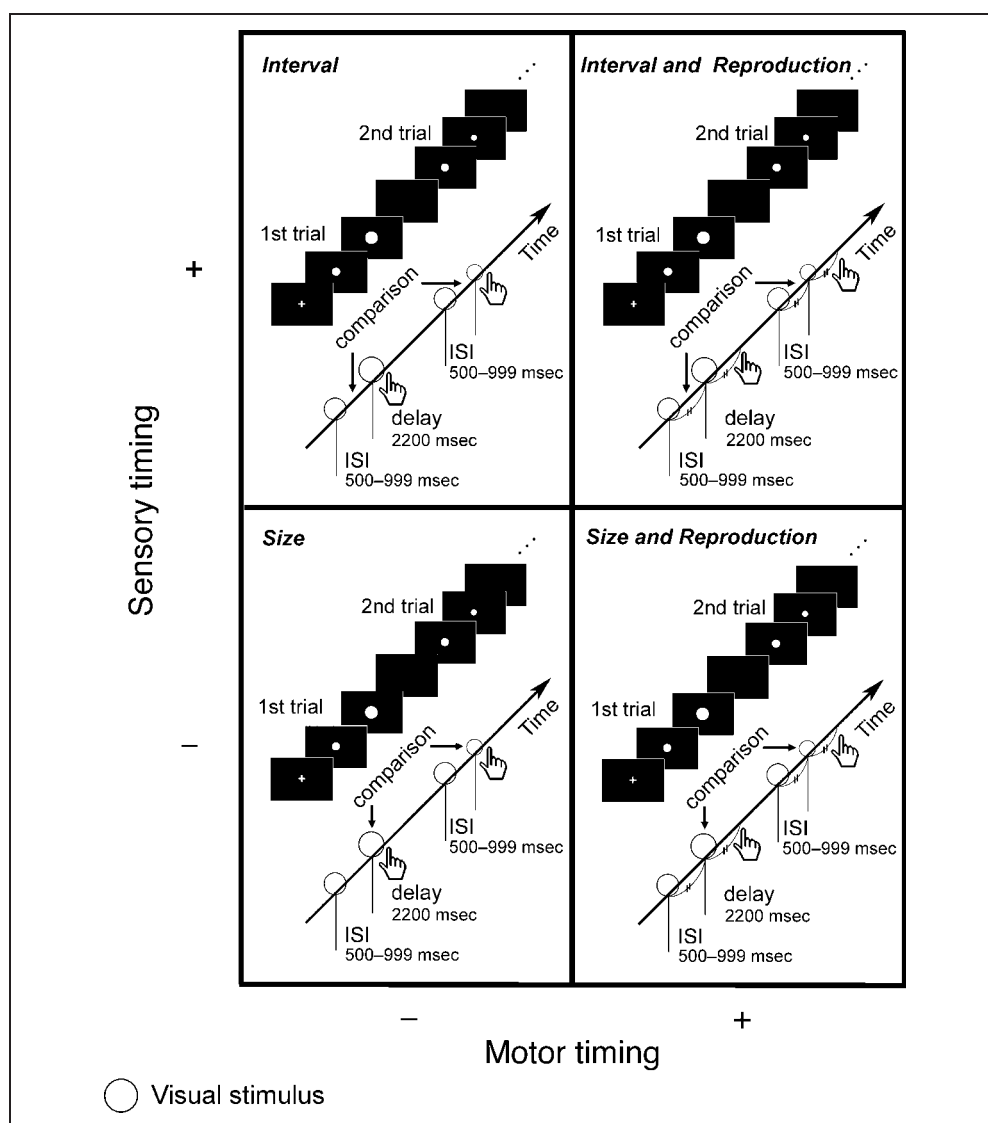 Interval
...
2nd trial
1st trial
Time
comparison
ISI
500–999 msec
delay
2200 msec
ISI
500–999 msec
Interval and Reproduction
...
2nd trial
1st trial
Time
comparison
ISI
500–999 msec
delay
2200 msec
ISI
500–999 msec
+
Sensory timing
–
Size
...
2nd trial
1st trial
Time
comparison
ISI
500–999 msec
delay
2200 msec
ISI
500–999 msec
Size and Reproduction
...
2nd trial
1st trial
Time
comparison
ISI
500–999 msec
delay
2200 msec
ISI
500–999 msec
– +
Motor timing
Visual stimulus